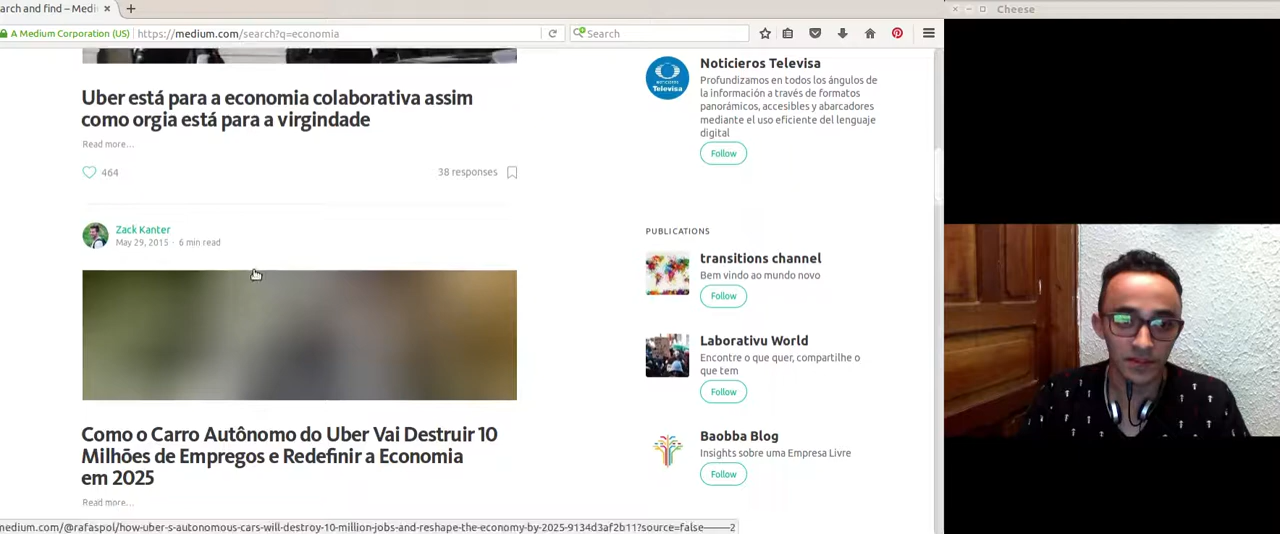 arch and find – Medi
Cheese
A Medium Corporation (US)
https://medium.com/search?q=economia
Search
Uber está para a economia colaborativa assim
como orgia está para a virgindade
Read more...
464
38 responses
Zack Kanter
May 29, 2015 · 6 min read
Como o Carro Autônomo do Uber Vai Destruir 10
Milhões de Empregos e Redefinir a Economia
em 2025
Read more...
Noticieros Televisa
Profundizamos en todos los ángulos de
la información a través de formatos
panorámicos, accesibles y abarcadores
mediante el uso eficiente del lenguaje
digital
Follow
PUBLICATIONS
transitions channel
Bem vindo ao mundo novo
Follow
Laborativu World
Encontre o que quer, compartilhe o
que tem
Follow
Baobba Blog
Insights sobre uma Empresa Livre
Follow
medium.com/@rafaspol/how-uber-s-autonomous-cars-will-destroy-10-million-jobs-and-reshape-the-economy-by-2025-9134d3af2b11?source=false———2